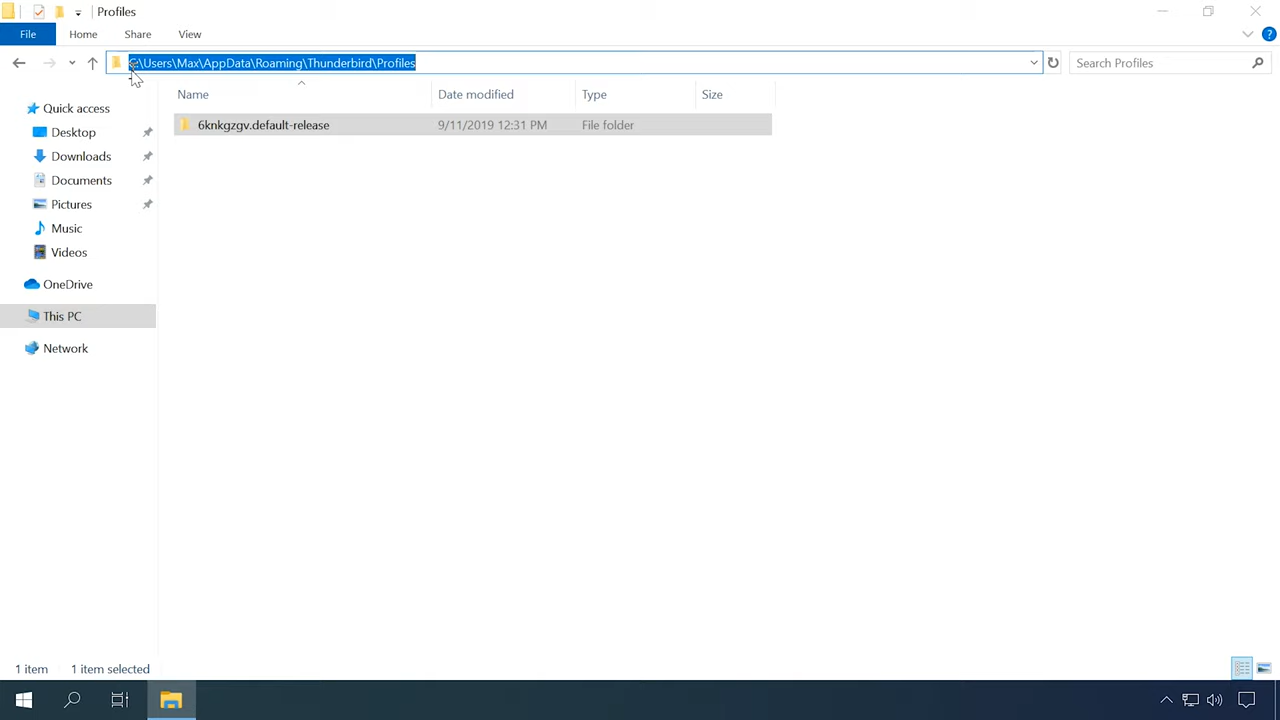 Profiles
File Home Share View
\Users\Max\AppData\Roaming\Thunderbird\Profiles
Search Profiles
Name Date modified Type Size
6knkgzgv.default-release 9/11/2019 12:31 PM File folder
Quick access
Desktop
Downloads
Documents
Pictures
Music
Videos
OneDrive
This PC
Network
1 item 1 item selected